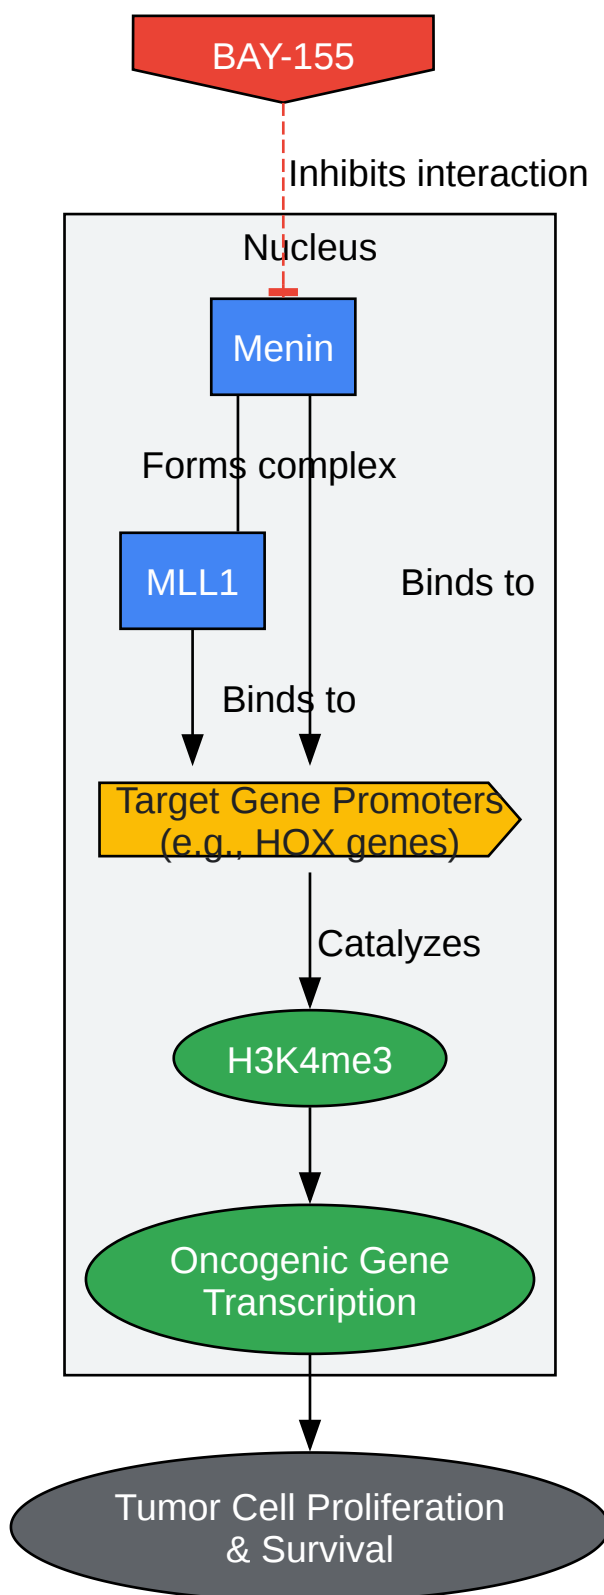 BAY-155
Inhibits interaction
Nucleus
Menin
Forms complex
MLL1
Binds to
Binds to
Target Gene Promoters
(e.g., HOX genes)
Catalyzes
H3K4me3
Oncogenic Gene
Transcription
Tumor Cell Proliferation
& Survival